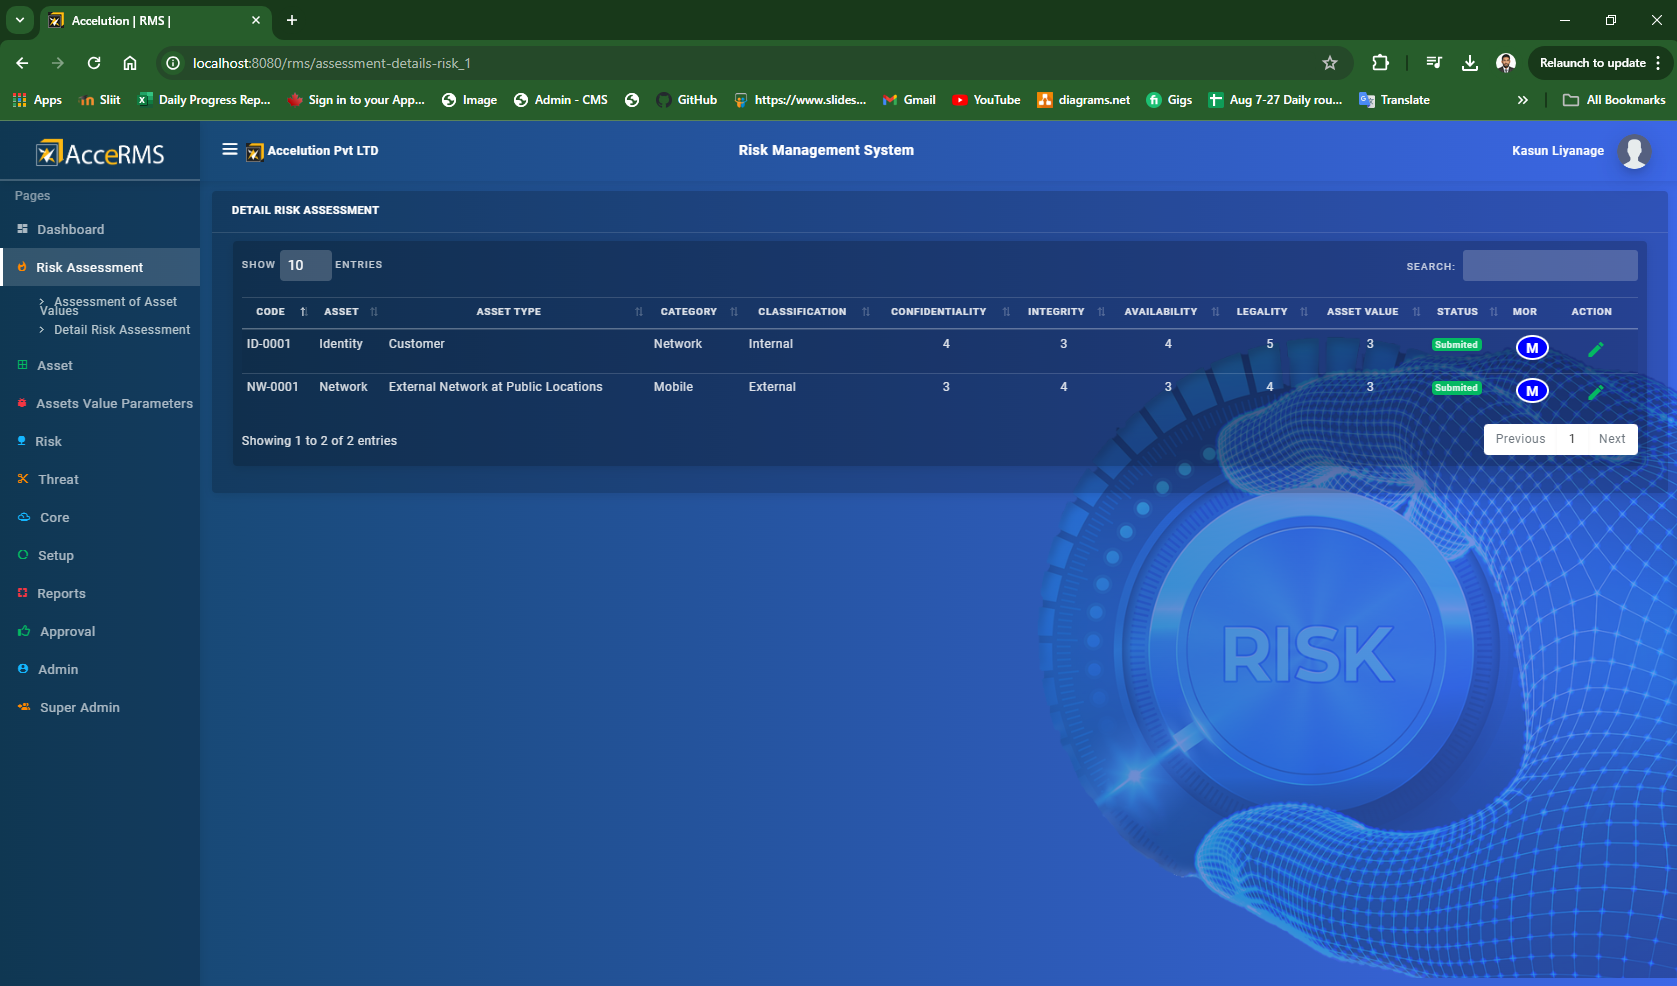 Accelution | RMS |
localhost:8080/rms/assessment-details-risk_1
Relaunch to update
Apps Sliit Daily Progress Rep... Sign in to your App... Image Admin - CMS GitHub https://www.slides... Gmail YouTube diagrams.net Gigs Aug 7-27 Daily rou... Translate » All Bookmarks
AcceRMS
Accelution Pvt LTD
Risk Management System
Kasun Liyanage
Pages
Dashboard
Risk Assessment
Assessment of Asset
Values
Detail Risk Assessment
Asset
Assets Value Parameters
Risk
Threat
Core
Setup
Reports
Approval
Admin
Super Admin
DETAIL RISK ASSESSMENT
SHOW 10 ENTRIES
SEARCH:
CODE ASSET ASSET TYPE CATEGORY CLASSIFICATION CONFIDENTIALITY INTEGRITY AVAILABILITY LEGALITY ASSET VALUE STATUS MOR ACTION
ID-0001 Identity Customer Network Internal 4 3 4 5 3 Submited M
NW-0001 Network External Network at Public Locations Mobile External 3 4 3 4 3 Submited M
Showing 1 to 2 of 2 entries
Previous 1 Next
RISK